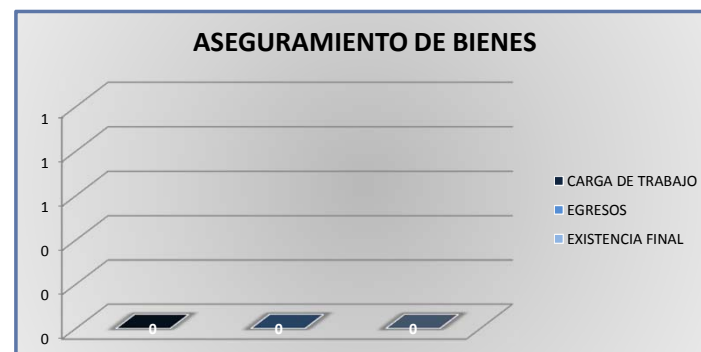 ASEGURAMIENTO DE BIENES
1
1
1
0
0
0
0 0 0
CARGA DE TRABAJO
EGRESOS
EXISTENCIA FINAL